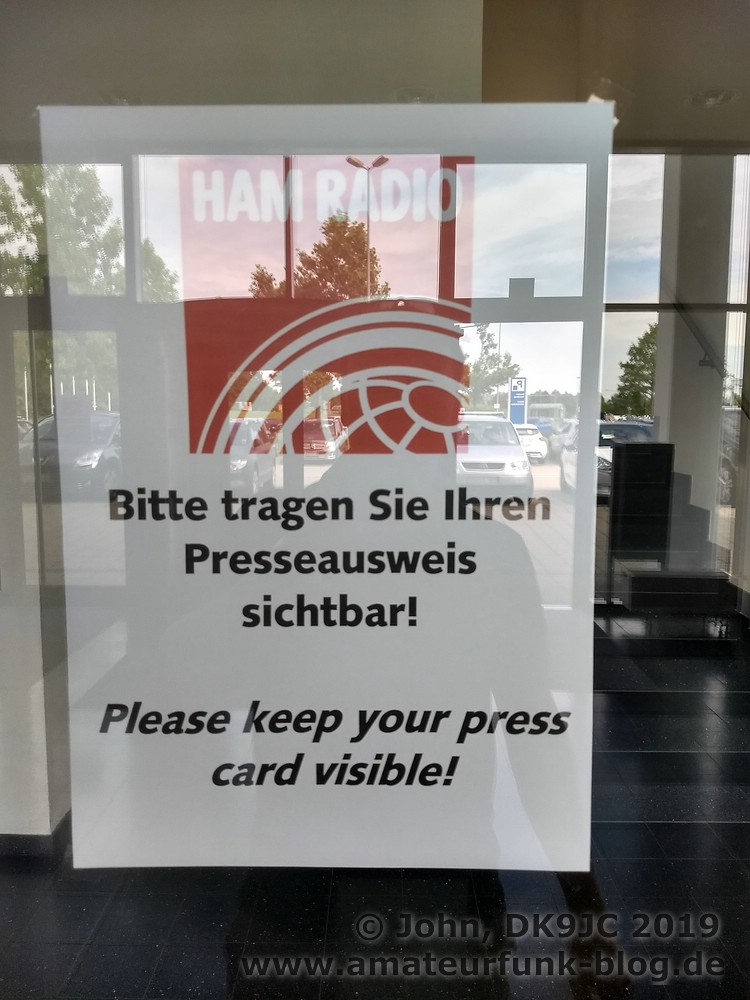 HAM RADIO
Bitte tragen Sie Ihren
Presseausweis
sichtbar!
Please keep your press
card visible!
P
© John, DK9JC 2019
www.amateurfunk-blog.de